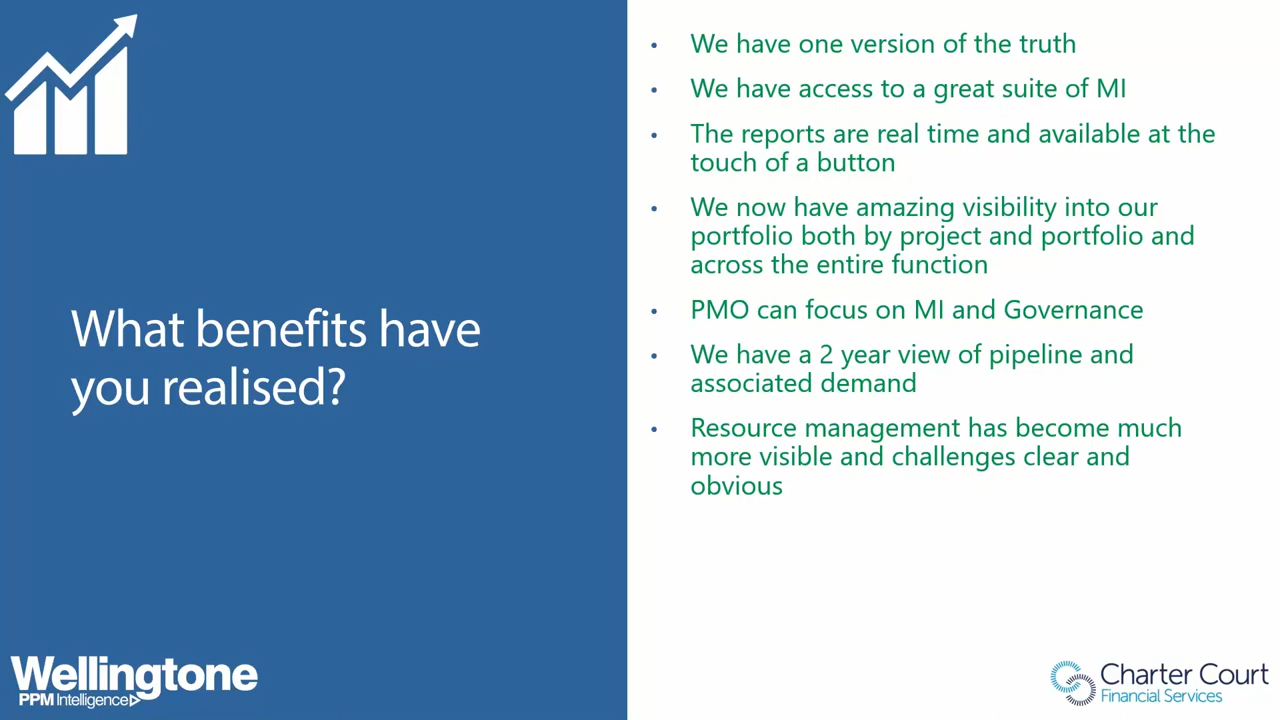 What benefits have
you realised?
Wellingtone
PPM Intelligence
• We have one version of the truth
• We have access to a great suite of MI
• The reports are real time and available at the
touch of a button
• We now have amazing visibility into our
portfolio both by project and portfolio and
across the entire function
• PMO can focus on MI and Governance
• We have a 2 year view of pipeline and
associated demand
• Resource management has become much
more visible and challenges clear and
obvious
Charter Court
Financial Services